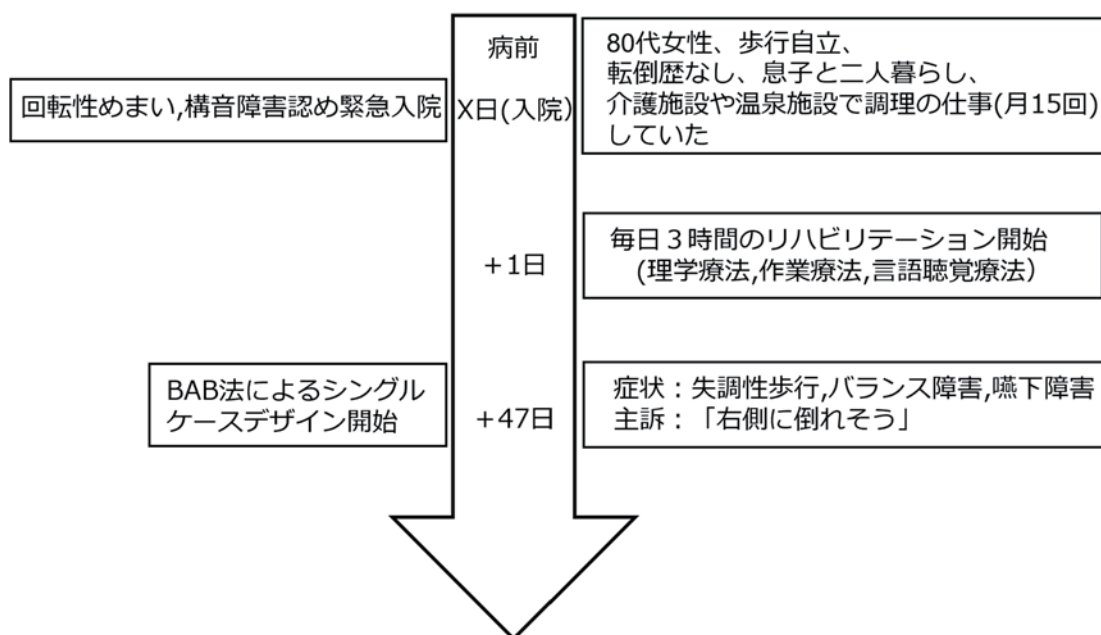 病前
80代女性、歩行自立、
転倒歴なし、息子と二人暮らし、
介護施設や温泉施設で調理の仕事(月15回)
していた
回転性めまい,構音障害認め緊急入院
X日(入院)
+1日
毎日3時間のリハビリテーション開始
(理学療法,作業療法,言語聴覚療法)
BAB法によるシングル
ケースデザイン開始
+47日
症状:失調性歩行,バランス障害,嚥下障害
主訴:「右側に倒れそう」